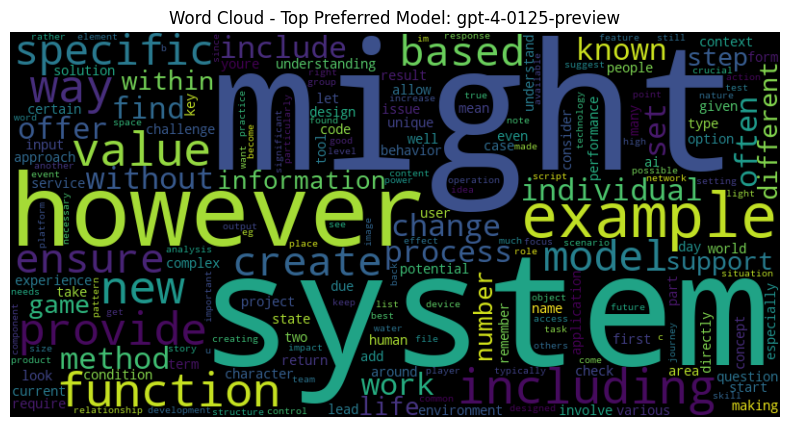 Word Cloud - Top Preferred Model: gpt-4-0125-preview
rather element b im response since still feature suggest crucial action
specific include based known step form
solution youre understanding understand context people
might
way within find key certain right group result allow true mean note available test nature
word space let issue set given many point
offer challenge design unique well code even case consider type option often different
input found tool behavior performance technology
value want practice become significant particularly good level increase
approach another without information power operation idea ai possible network script setting high made light
event service individual
platform necessary content user
however change example
output see eg place image effect much focus scenario role
ensure analysis process model support day world situation
experience complex create potential back
needs take pattern game new project due list device object name access task part future application
component get important keep best water state two human file number remember others first directly concept especially
provide method creating add system
product size story impact return around character player come journey area
look term condition team typically check question
current require function work life lead environment common designed involve various including skill start making
relationship development structure control